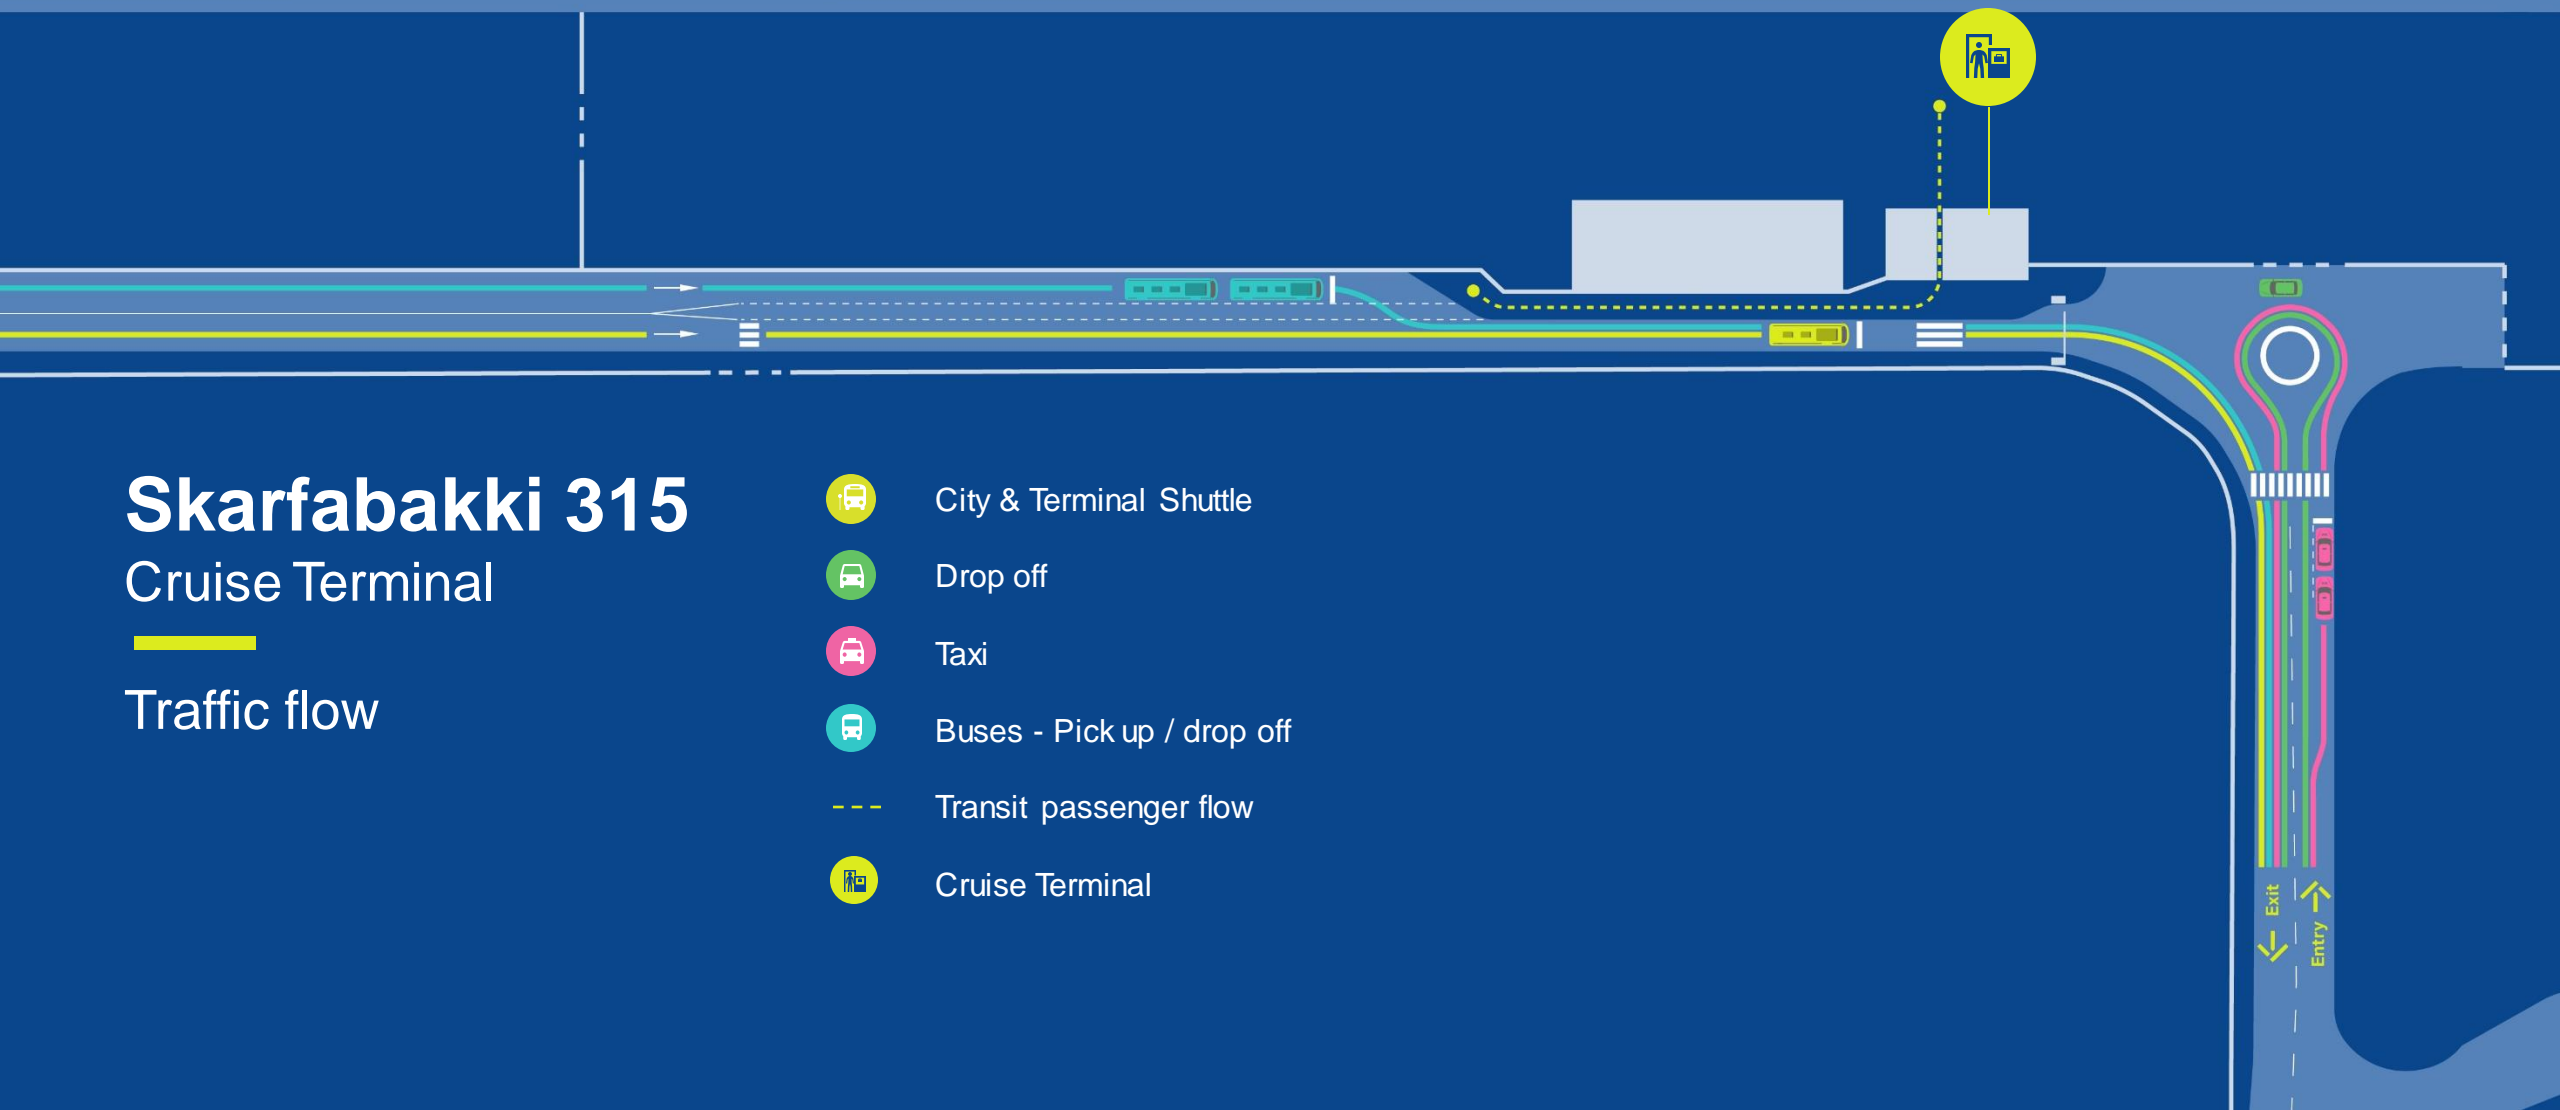 Skarfabakki 315
Cruise Terminal
Traffic flow
City & Terminal Shuttle
Drop off
Taxi
Buses - Pick up / drop off
Transit passenger flow
Cruise Terminal
Exit
Entry